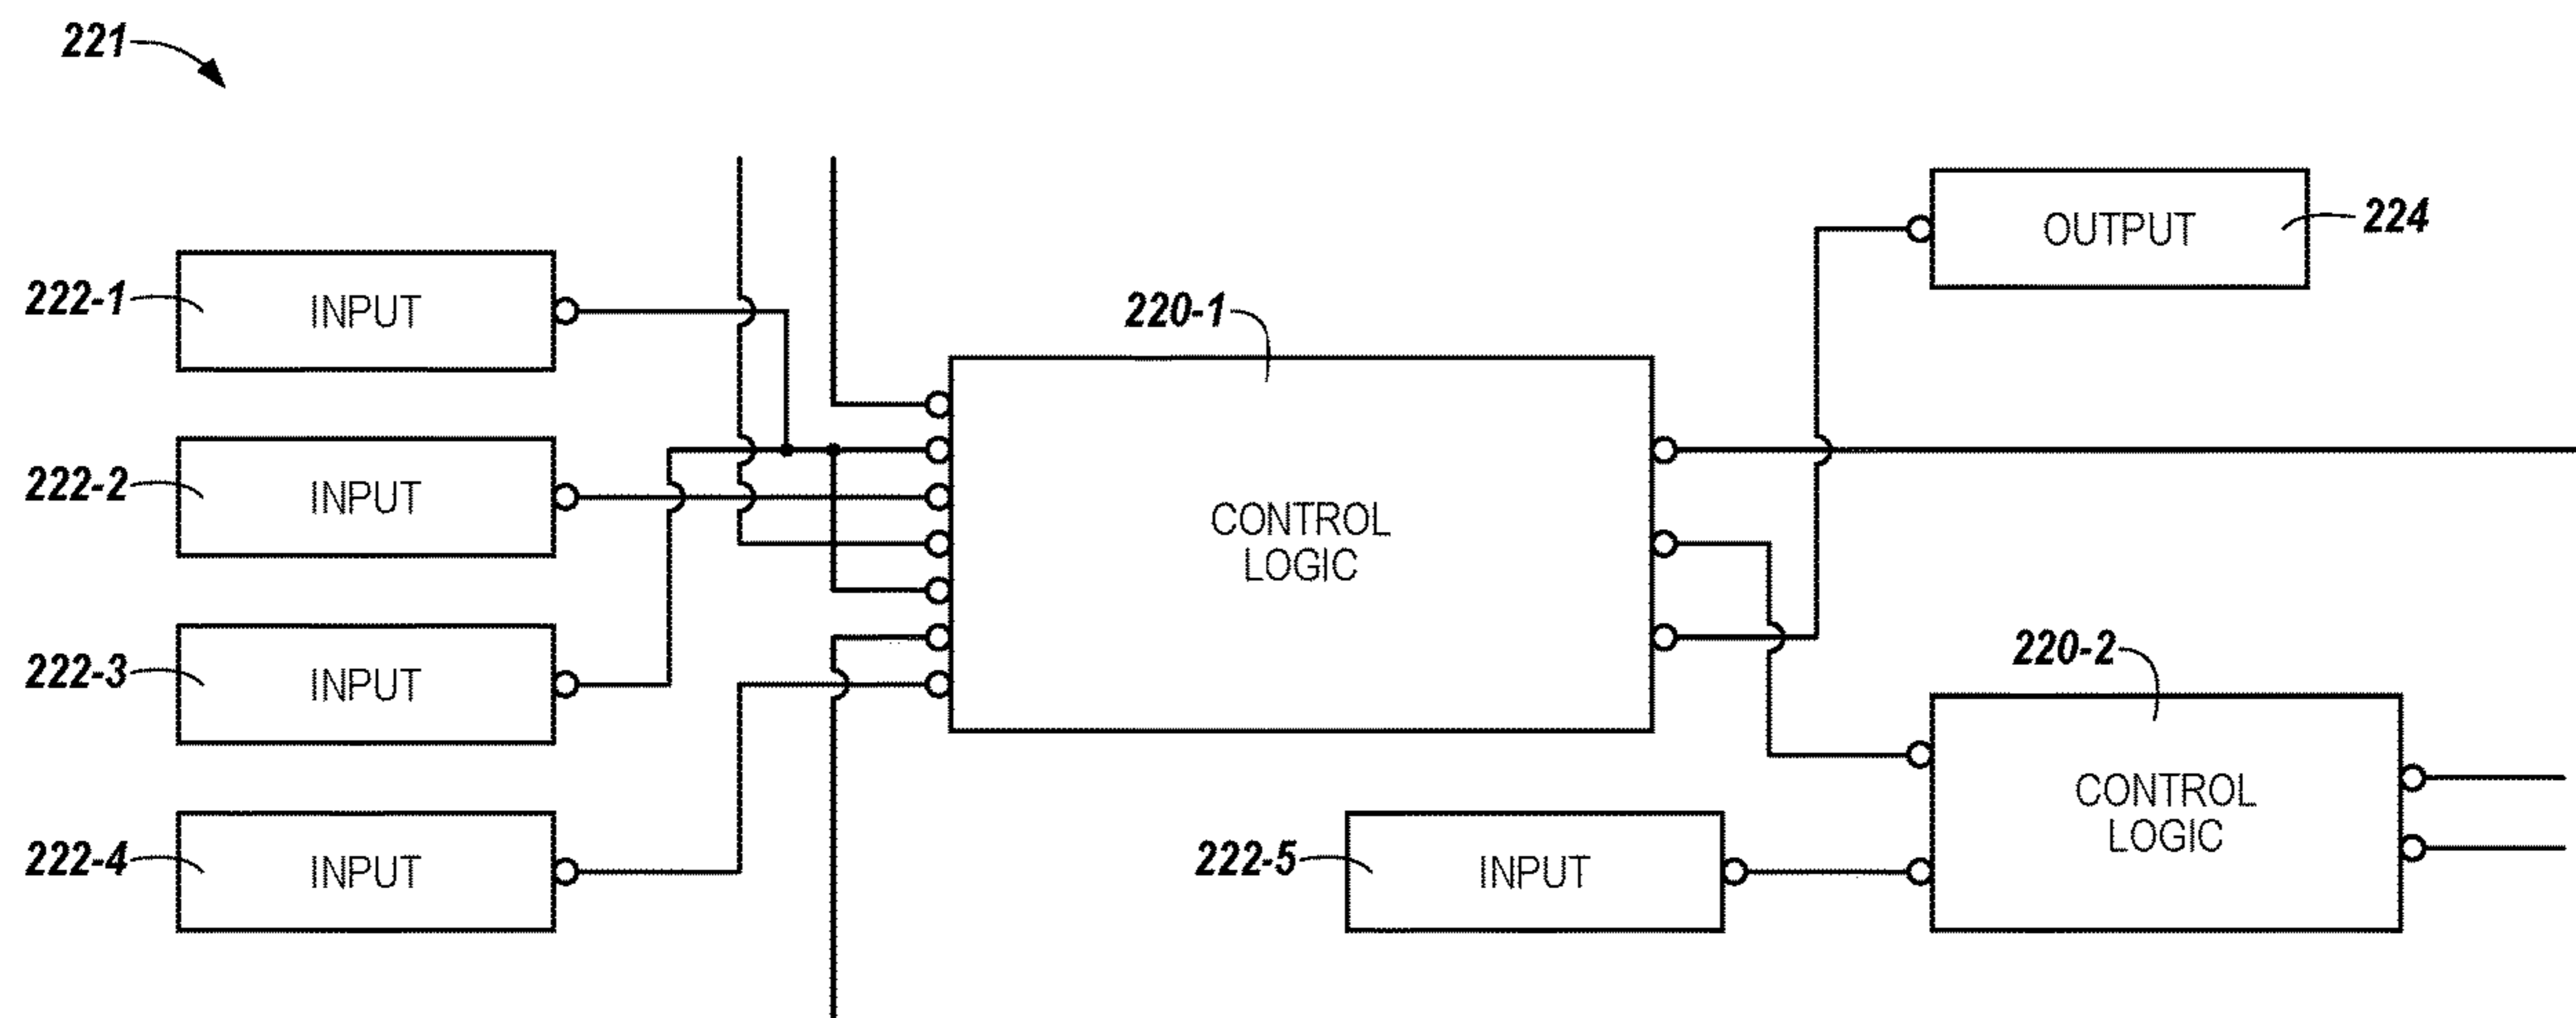 221
222-1
INPUT
222-2
INPUT
222-3
INPUT
222-4
INPUT
220-1
CONTROL
LOGIC
OUTPUT
224
220-2
CONTROL
LOGIC
222-5
INPUT